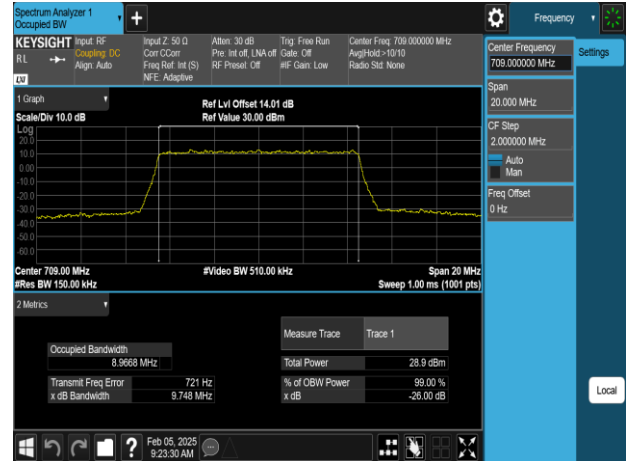 Spectrum Analyzer 1
Occupied BW
Frequency
KEYSIGHT
RL
LXI
Input: RF
Coupling: DC
Align: Auto
Input Z: 50 Ω
Corr CCorr
Freq Ref: Int (S)
NFE: Adaptive
Atten: 30 dB
Pre: Int off, LNA off
RF Preset: Off
Trig: Free Run
Gate: Off
#IF Gain: Low
Center Freq: 709.000000 MHz
Avg|Hold:>10/10
Radio Std: None
Center Frequency
709.000000 MHz
Settings
Span
20.000 MHz
CF Step
2.000000 MHz
Auto
Man
Freq Offset
0 Hz
Local
1 Graph
Scale/Div 10.0 dB
Ref Lvl Offset 14.01 dB
Ref Value 30.00 dBm
Log
20.0
10.0
0.00
-10.0
-20.0
-30.0
-40.0
-50.0
-60.0
Center 709.00 MHz
#Video BW 510.00 kHz
Span 20 MHz
#Res BW 150.00 kHz
Sweep 1.00 ms (1001 pts)
2 Metrics
Measure Trace Trace 1
Occupied Bandwidth
8.9668 MHz
Total Power 28.9 dBm
Transmit Freq Error 721 Hz
% of OBW Power 99.00 %
x dB Bandwidth 9.748 MHz
x dB -26.00 dB
Feb 05, 2025
9:23:30 AM